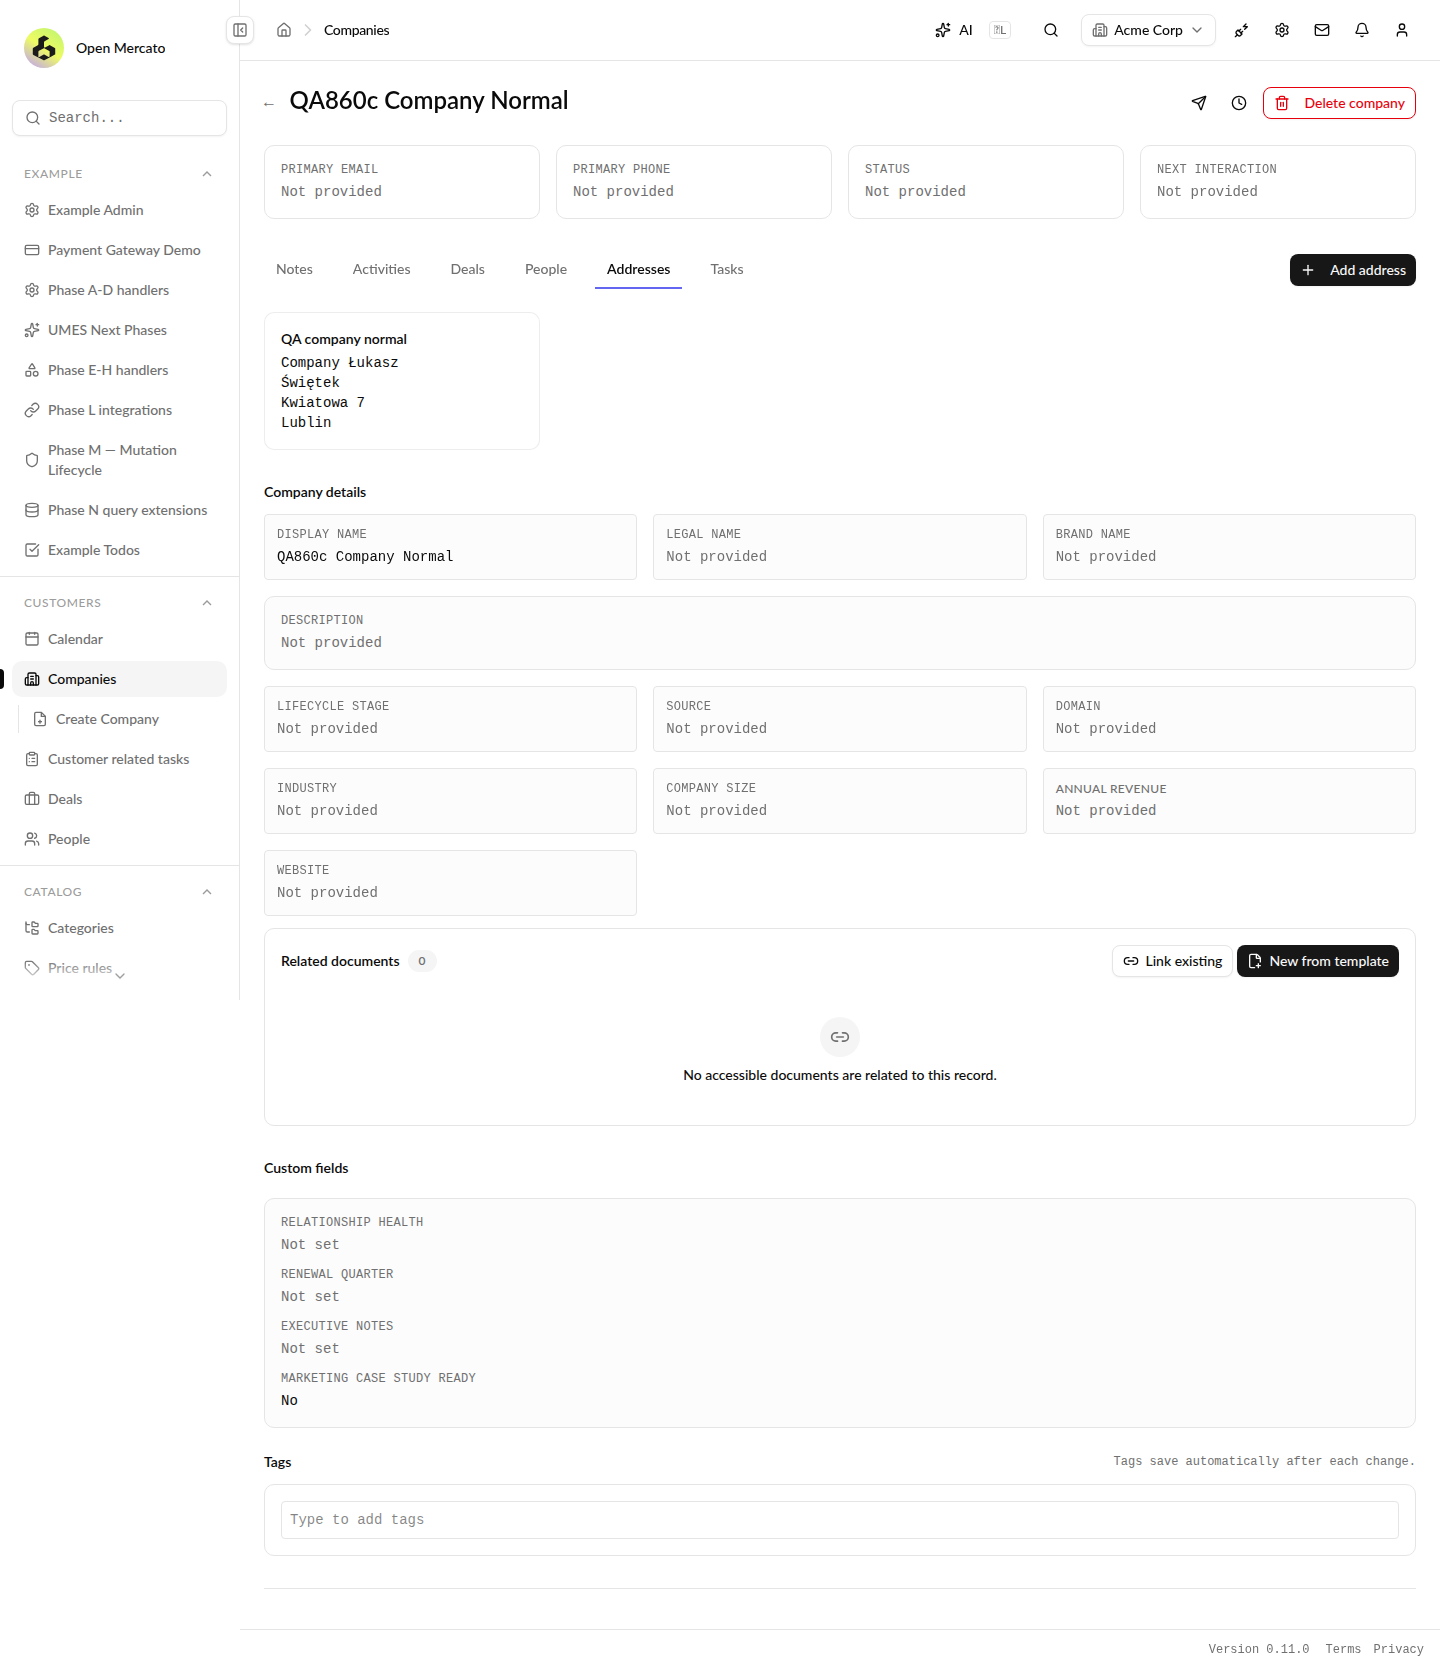 Open Mercato
Companies
AI
L
Acme Corp
Search...
EXAMPLE
Example Admin
Payment Gateway Demo
Phase A-D handlers
UMES Next Phases
Phase E-H handlers
Phase L integrations
Phase M — Mutation
Lifecycle
Phase N query extensions
Example Todos
CUSTOMERS
Calendar
Companies
Create Company
Customer related tasks
Deals
People
CATALOG
Categories
Price rules
← QA860c Company Normal
Delete company
PRIMARY EMAIL
Not provided
PRIMARY PHONE
Not provided
STATUS
Not provided
NEXT INTERACTION
Not provided
Notes Activities Deals People Addresses Tasks
Add address
QA company normal
Company Łukasz
Świętek
Kwiatowa 7
Lublin
Company details
DISPLAY NAME
QA860c Company Normal
LEGAL NAME
Not provided
BRAND NAME
Not provided
DESCRIPTION
Not provided
LIFECYCLE STAGE
Not provided
SOURCE
Not provided
DOMAIN
Not provided
INDUSTRY
Not provided
COMPANY SIZE
Not provided
ANNUAL REVENUE
Not provided
WEBSITE
Not provided
Related documents 0
Link existing
New from template
No accessible documents are related to this record.
Custom fields
RELATIONSHIP HEALTH
Not set
RENEWAL QUARTER
Not set
EXECUTIVE NOTES
Not set
MARKETING CASE STUDY READY
No
Tags
Tags save automatically after each change.
Type to add tags
Version 0.11.0 Terms Privacy